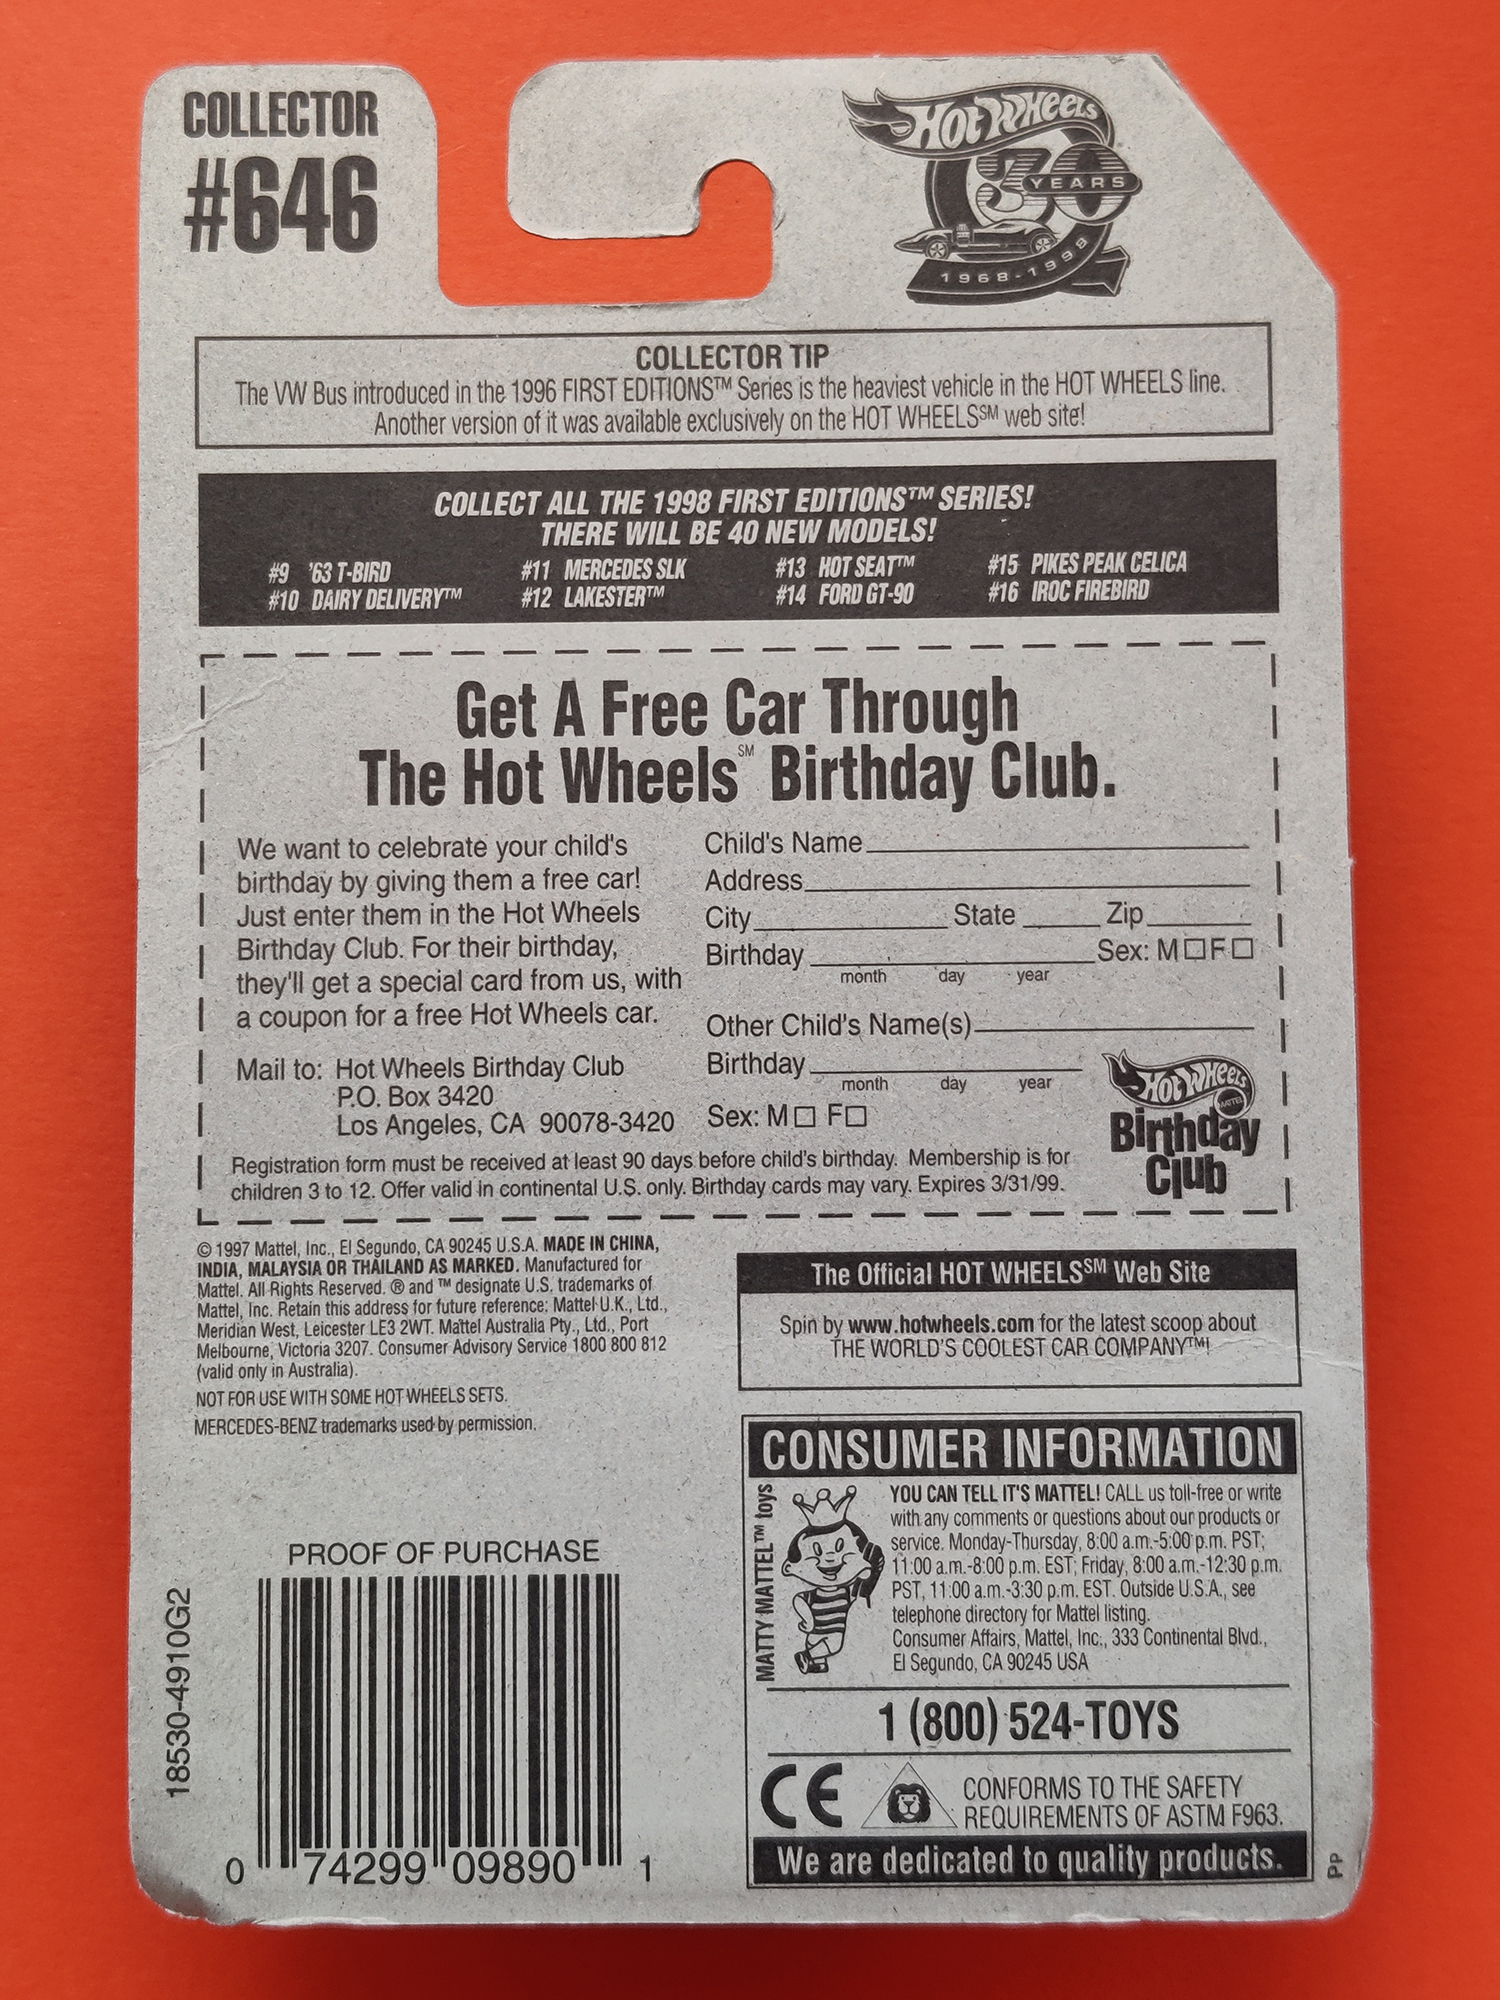 COLLECTOR
#646
HOT WHEELS
30
YEARS
1968-1998
COLLECTOR TIP
The VW Bus introduced in the 1996 FIRST EDITIONS™ Series is the heaviest vehicle in the HOT WHEELS line.
Another version of it was available exclusively on the HOT WHEELS℠ web site!
COLLECT ALL THE 1998 FIRST EDITIONS™ SERIES!
THERE WILL BE 40 NEW MODELS!
#9 '63 T-BIRD #11 MERCEDES SLK #13 HOT SEAT™ #15 PIKES PEAK CELICA
#10 DAIRY DELIVERY™ #12 LAKESTER™ #14 FORD GT-90 #16 IROC FIREBIRD
Get A Free Car Through
The Hot Wheels℠ Birthday Club.
We want to celebrate your child's
birthday by giving them a free car!
Just enter them in the Hot Wheels
Birthday Club. For their birthday,
they'll get a special card from us, with
a coupon for a free Hot Wheels car.
Mail to: Hot Wheels Birthday Club
P.O. Box 3420
Los Angeles, CA 90078-3420
Child's Name
Address
City State Zip
Birthday Sex: M☐ F☐
month day year
Other Child's Name(s)
Birthday
month day year
Sex: M☐ F☐
HOT WHEELS
MATTEL
Birthday
Club
Registration form must be received at least 90 days before child's birthday. Membership is for
children 3 to 12. Offer valid in continental U.S. only. Birthday cards may vary. Expires 3/31/99.
© 1997 Mattel, Inc., El Segundo, CA 90245 U.S.A. MADE IN CHINA,
INDIA, MALAYSIA OR THAILAND AS MARKED. Manufactured for
Mattel. All Rights Reserved. ® and ™ designate U.S. trademarks of
Mattel, Inc. Retain this address for future reference: Mattel U.K., Ltd.,
Meridian West, Leicester LE3 2WT. Mattel Australia Pty., Ltd., Port
Melbourne, Victoria 3207. Consumer Advisory Service 1800 800 812
(valid only in Australia).
NOT FOR USE WITH SOME HOT WHEELS SETS.
MERCEDES-BENZ trademarks used by permission.
The Official HOT WHEELS℠ Web Site
Spin by www.hotwheels.com for the latest scoop about
THE WORLD'S COOLEST CAR COMPANY™!
CONSUMER INFORMATION
MATTY MATTEL™ toys
YOU CAN TELL IT'S MATTEL! CALL us toll-free or write
with any comments or questions about our products or
service. Monday-Thursday, 8:00 a.m.-5:00 p.m. PST;
11:00 a.m.-8:00 p.m. EST; Friday, 8:00 a.m.-12:30 p.m.
PST, 11:00 a.m.-3:30 p.m. EST. Outside U.S.A., see
telephone directory for Mattel listing.
Consumer Affairs, Mattel, Inc., 333 Continental Blvd.,
El Segundo, CA 90245 USA
1 (800) 524-TOYS
CE
CONFORMS TO THE SAFETY
REQUIREMENTS OF ASTM F963.
We are dedicated to quality products.
PP
PROOF OF PURCHASE
18530-4910G2
0 74299 09890 1